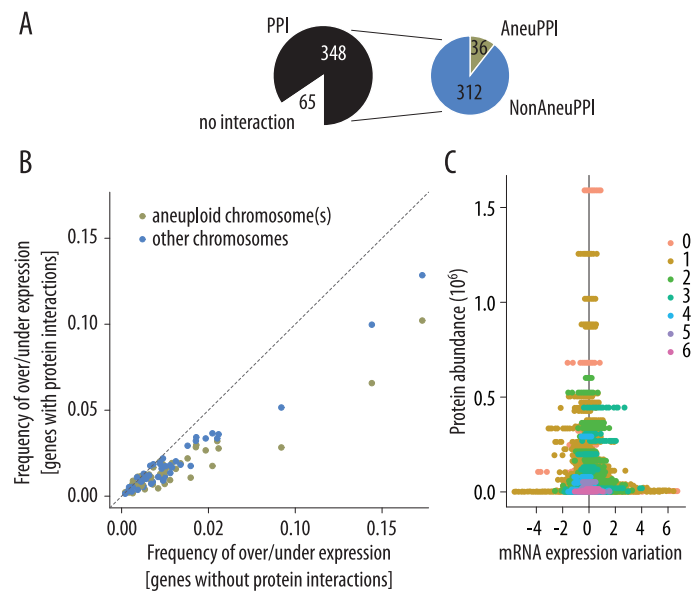 A
PPI
348
65
no interaction
AneuPPI
36
312
NonAneuPPI
B
aneuploid chromosome(s)
other chromosomes
Frequency of over/under expression
[genes with protein interactions]
0.15
0.10
0.05
0.00
0.00 0.02 0.10 0.15
Frequency of over/under expression
[genes without protein interactions]
C
Protein abundance (10⁶)
1.5
1.0
0.5
0.0
-4 -2 0 2 4 6
mRNA expression variation
0
1
2
3
4
5
6